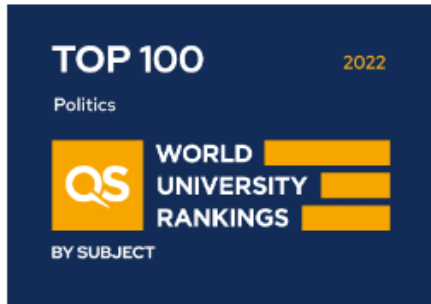 TOP 100
2022
Politics
QS
WORLD
UNIVERSITY
RANKINGS
BY SUBJECT